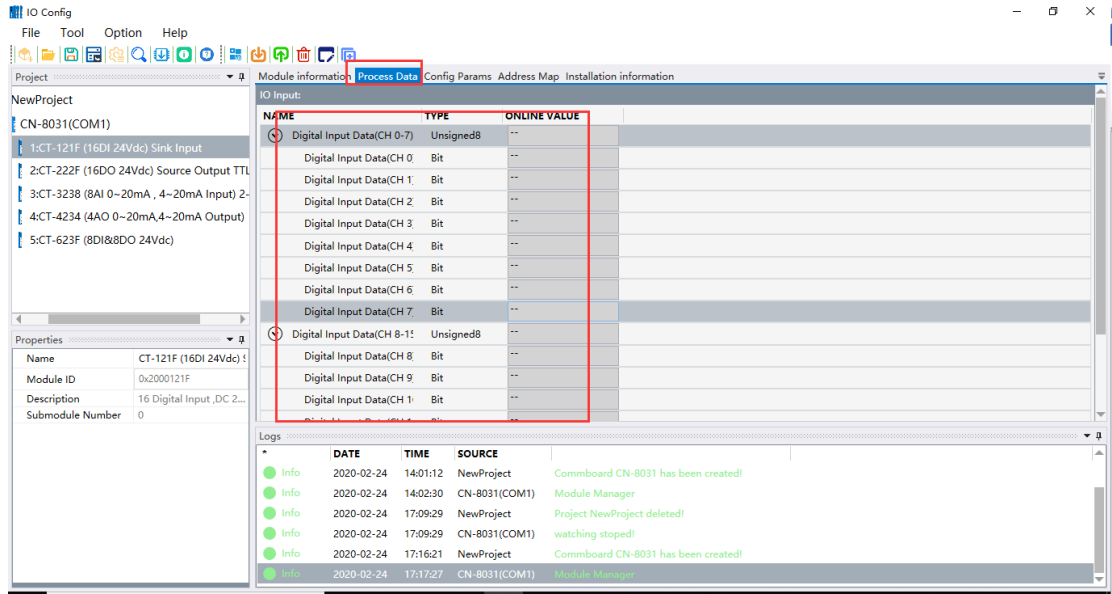 IO Config
File Tool Option Help
Project
Module information Process Data Config Params Address Map Installation information
NewProject
CN-8031(COM1)
1:CT-121F (16DI 24Vdc) Sink Input
2:CT-222F (16DO 24Vdc) Source Output TTL
3:CT-3238 (8AI 0~20mA , 4~20mA Input) 2-
4:CT-4234 (4AO 0~20mA,4~20mA Output)
5:CT-623F (8DI&8DO 24Vdc)
IO Input:
NAME TYPE ONLINE VALUE
Digital Input Data(CH 0-7) Unsigned8 --
Digital Input Data(CH 0 Bit --
Digital Input Data(CH 1 Bit --
Digital Input Data(CH 2 Bit --
Digital Input Data(CH 3 Bit --
Digital Input Data(CH 4 Bit --
Digital Input Data(CH 5 Bit --
Digital Input Data(CH 6 Bit --
Digital Input Data(CH 7 Bit --
Digital Input Data(CH 8-15 Unsigned8 --
Digital Input Data(CH 8 Bit --
Digital Input Data(CH 9 Bit --
Digital Input Data(CH 1 Bit --
Properties
Name CT-121F (16DI 24Vdc) S
Module ID 0x2000121F
Description 16 Digital Input ,DC 2...
Submodule Number 0
Logs
* DATE TIME SOURCE
Info 2020-02-24 14:01:12 NewProject Commboard CN-8031 has been created!
Info 2020-02-24 14:02:30 CN-8031(COM1) Module Manager
Info 2020-02-24 17:09:29 NewProject Project NewProject deleted!
Info 2020-02-24 17:09:29 CN-8031(COM1) watching stoped!
Info 2020-02-24 17:16:21 NewProject Commboard CN-8031 has been created!
Info 2020-02-24 17:17:27 CN-8031(COM1) Module Manager